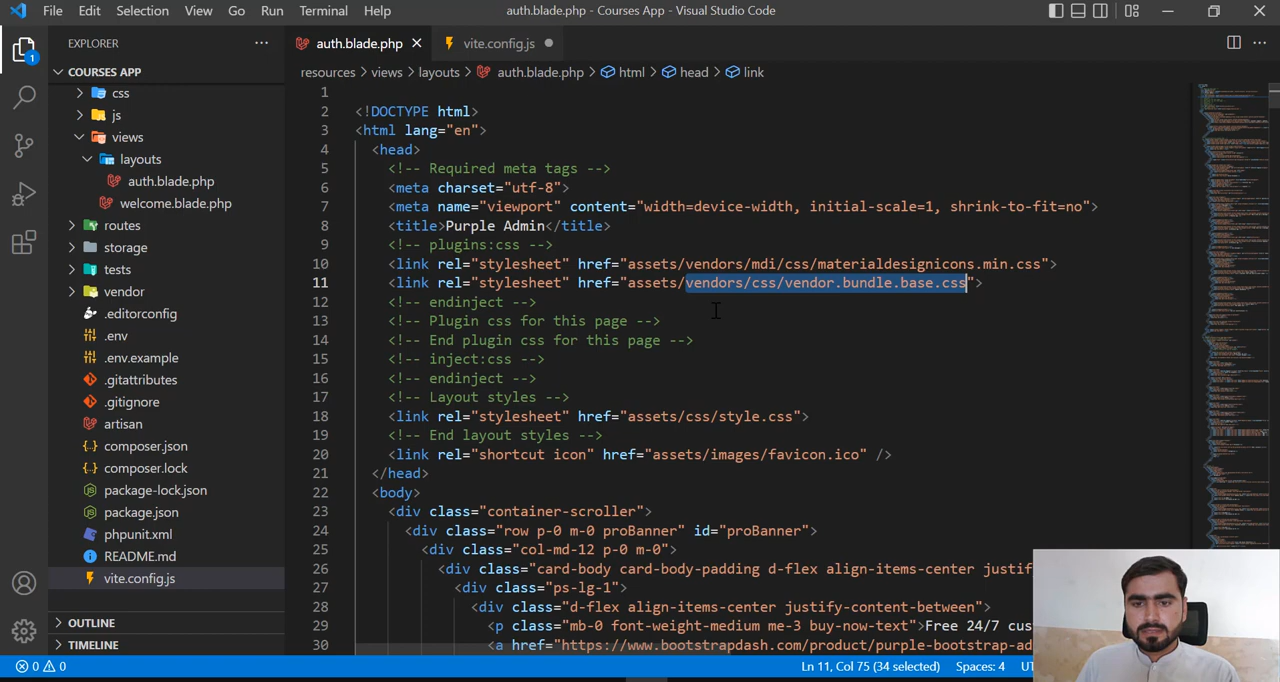 File Edit Selection View Go Run Terminal Help auth.blade.php - Courses App - Visual Studio Code
EXPLORER
auth.blade.php vite.config.js
COURSES APP
resources > views > layouts > auth.blade.php > html > head > link
css
js
views
layouts
auth.blade.php
welcome.blade.php
routes
storage
tests
vendor
.editorconfig
.env
.env.example
.gitattributes
.gitignore
artisan
composer.json
composer.lock
package-lock.json
package.json
phpunit.xml
README.md
vite.config.js
OUTLINE
TIMELINE
1
1
2 <!DOCTYPE html>
3 <html lang="en">
4 <head>
5 <!-- Required meta tags -->
6 <meta charset="utf-8">
7 <meta name="viewport" content="width=device-width, initial-scale=1, shrink-to-fit=no">
8 <title>Purple Admin</title>
9 <!-- plugins:css -->
10 <link rel="stylesheet" href="assets/vendors/mdi/css/materialdesignicons.min.css">
11 <link rel="stylesheet" href="assets/vendors/css/vendor.bundle.base.css">
12 <!-- endinject -->
13 <!-- Plugin css for this page -->
14 <!-- End plugin css for this page -->
15 <!-- inject:css -->
16 <!-- endinject -->
17 <!-- Layout styles -->
18 <link rel="stylesheet" href="assets/css/style.css">
19 <!-- End layout styles -->
20 <link rel="shortcut icon" href="assets/images/favicon.ico" />
21 </head>
22 <body>
23 <div class="container-scroller">
24 <div class="row p-0 m-0 proBanner" id="proBanner">
25 <div class="col-md-12 p-0 m-0">
26 <div class="card-body card-body-padding d-flex align-items-center justif
27 <div class="ps-lg-1">
28 <div class="d-flex align-items-center justify-content-between">
29 <p class="mb-0 font-weight-medium me-3 buy-now-text">Free 24/7 cus
30 <a href="https://www.bootstrapdash.com/product/purple-bootstrap-ad
0 0 Ln 11, Col 75 (34 selected) Spaces: 4 UT